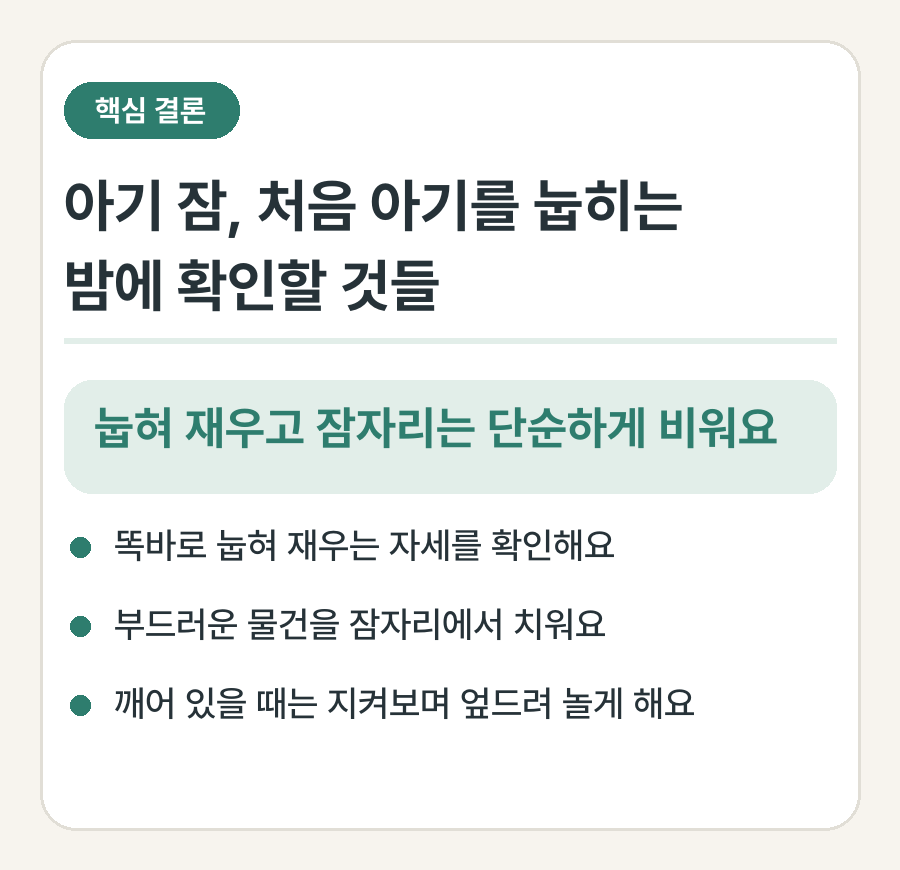 핵심 결론
아기 잠, 처음 아기를 눕히는
밤에 확인할 것들
눕혀 재우고 잠자리는 단순하게 비워요
똑바로 눕혀 재우는 자세를 확인해요
부드러운 물건을 잠자리에서 치워요
깨어 있을 때는 지켜보며 엎드려 놀게 해요